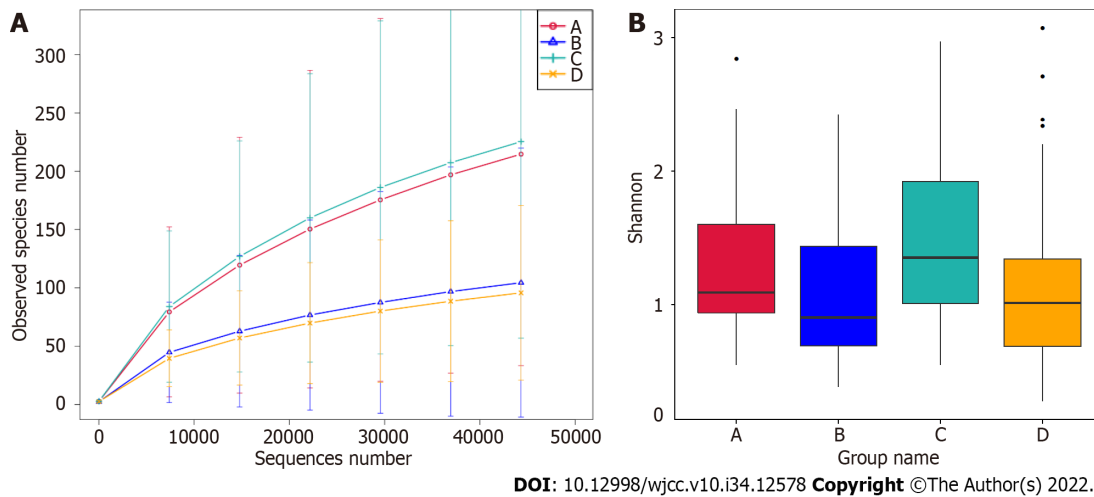 A
Observed species number
300
250
200
150
100
50
0
0 10000 20000 30000 40000 50000
Sequences number
A
B
C
D
B
Shannon
3
2
1
0
A B C D
Group name
DOI: 10.12998/wjcc.v10.i34.12578 Copyright ©The Author(s) 2022.